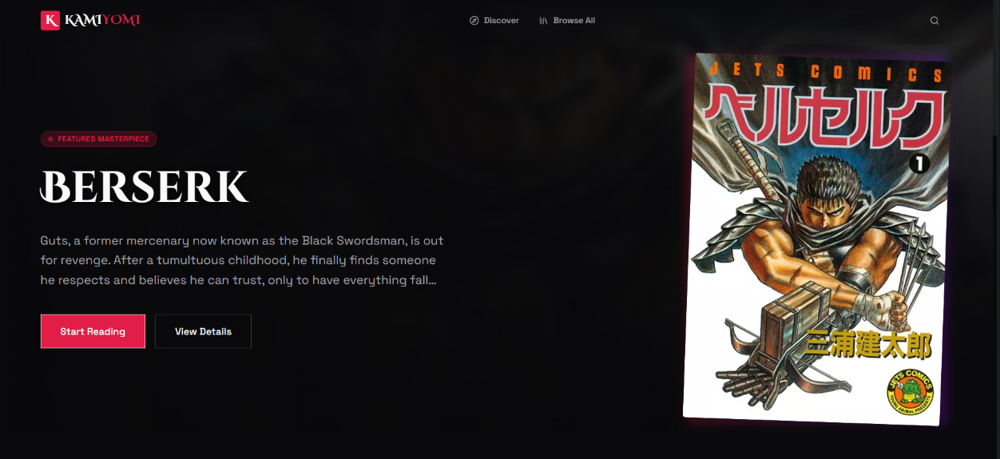 K KAMIYOMI
Discover
Browse All
FEATURED MASTERPIECE
BERSERK
Guts, a former mercenary now known as the Black Swordsman, is out
for revenge. After a tumultuous childhood, he finally finds someone
he respects and believes he can trust, only to have everything fall...
Start Reading
View Details
JETS COMICS
ベルセルク
1
三浦建太郎
JETS COMICS
YOUNG ANIMAL PRESENTS